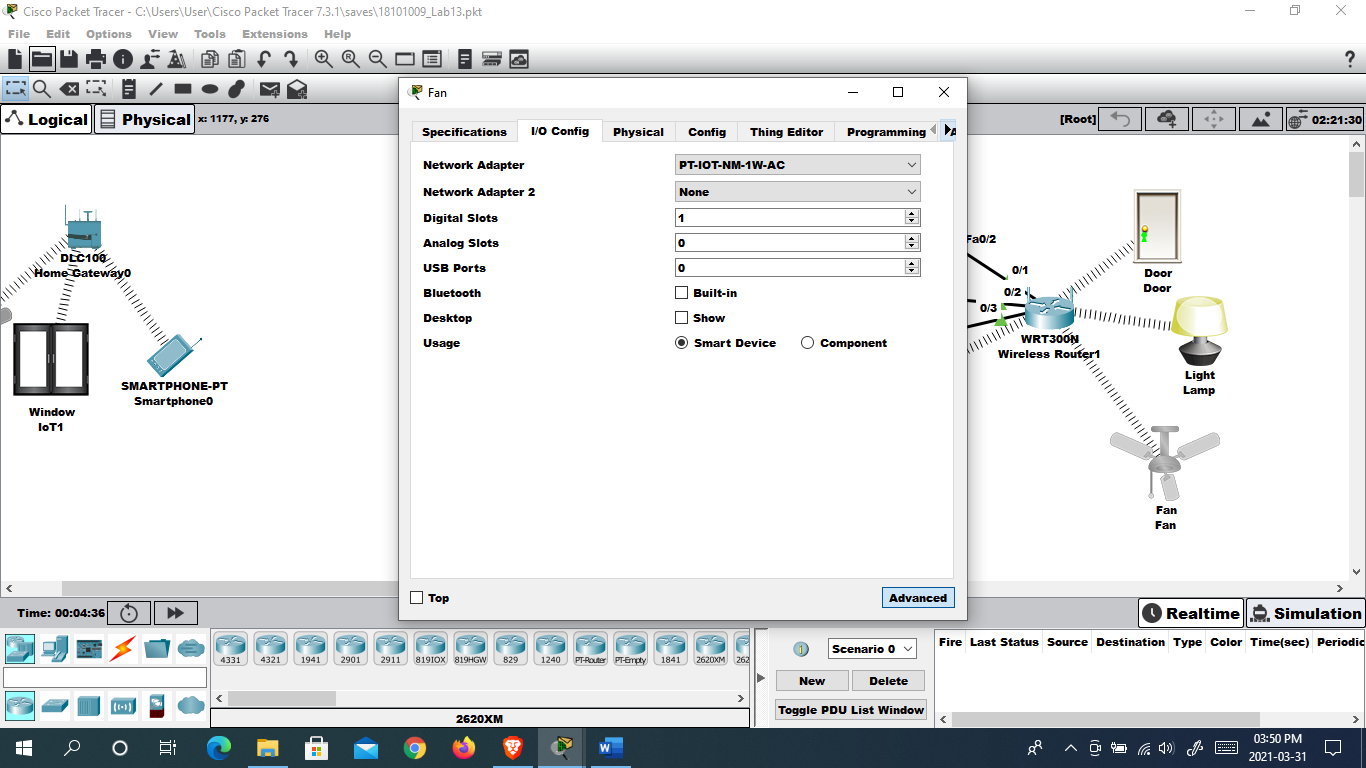 Cisco Packet Tracer - C:\Users\User\Cisco Packet Tracer 7.3.1\saves\18101009_Lab13.pkt
File Edit Options View Tools Extensions Help
Logical Physical x: 1177, y: 276
[Root] 02:21:30
Fan
Specifications I/O Config Physical Config Thing Editor Programming
Network Adapter PT-IOT-NM-1W-AC
Network Adapter 2 None
Digital Slots 1
Analog Slots 0
USB Ports 0
Bluetooth Built-in
Desktop Show
Usage Smart Device Component
Top Advanced
DLC100
Home Gateway0
Window
IoT1
SMARTPHONE-PT
Smartphone0
Fa0/2
0/1
0/2
0/3
WRT300N
Wireless Router1
Door
Door
Light
Lamp
Fan
Fan
Time: 00:04:36
Realtime Simulation
4331 4321 1941 2901 2911 819IOX 819HGW 829 1240 PT-Router PT-Empty 1841 2620XM 262
2620XM
Scenario 0
New Delete
Toggle PDU List Window
Fire Last Status Source Destination Type Color Time(sec) Periodic
03:50 PM
2021-03-31